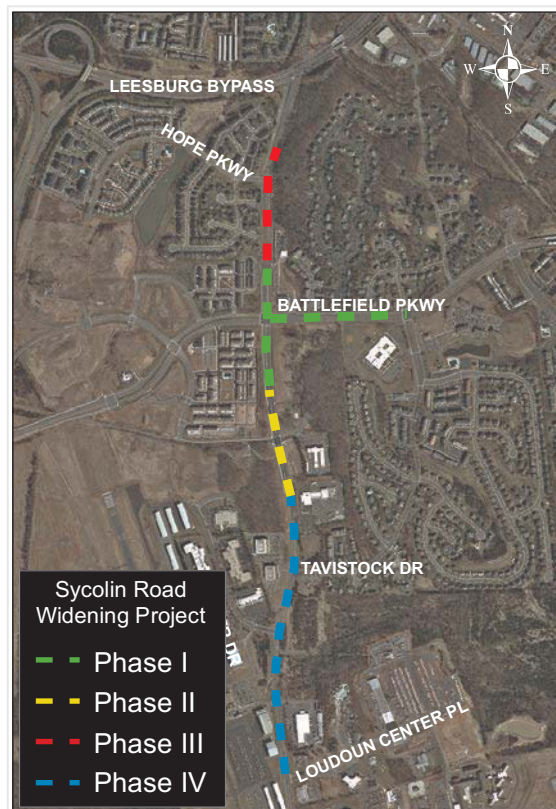 N
W E
S
LEESBURG BYPASS
HOPE PKWY
BATTLEFIELD PKWY
TAVISTOCK DR
Sycolin Road
Widening Project
DR
Phase I
Phase II
Phase III
Phase IV
LOUDOUN CENTER PL